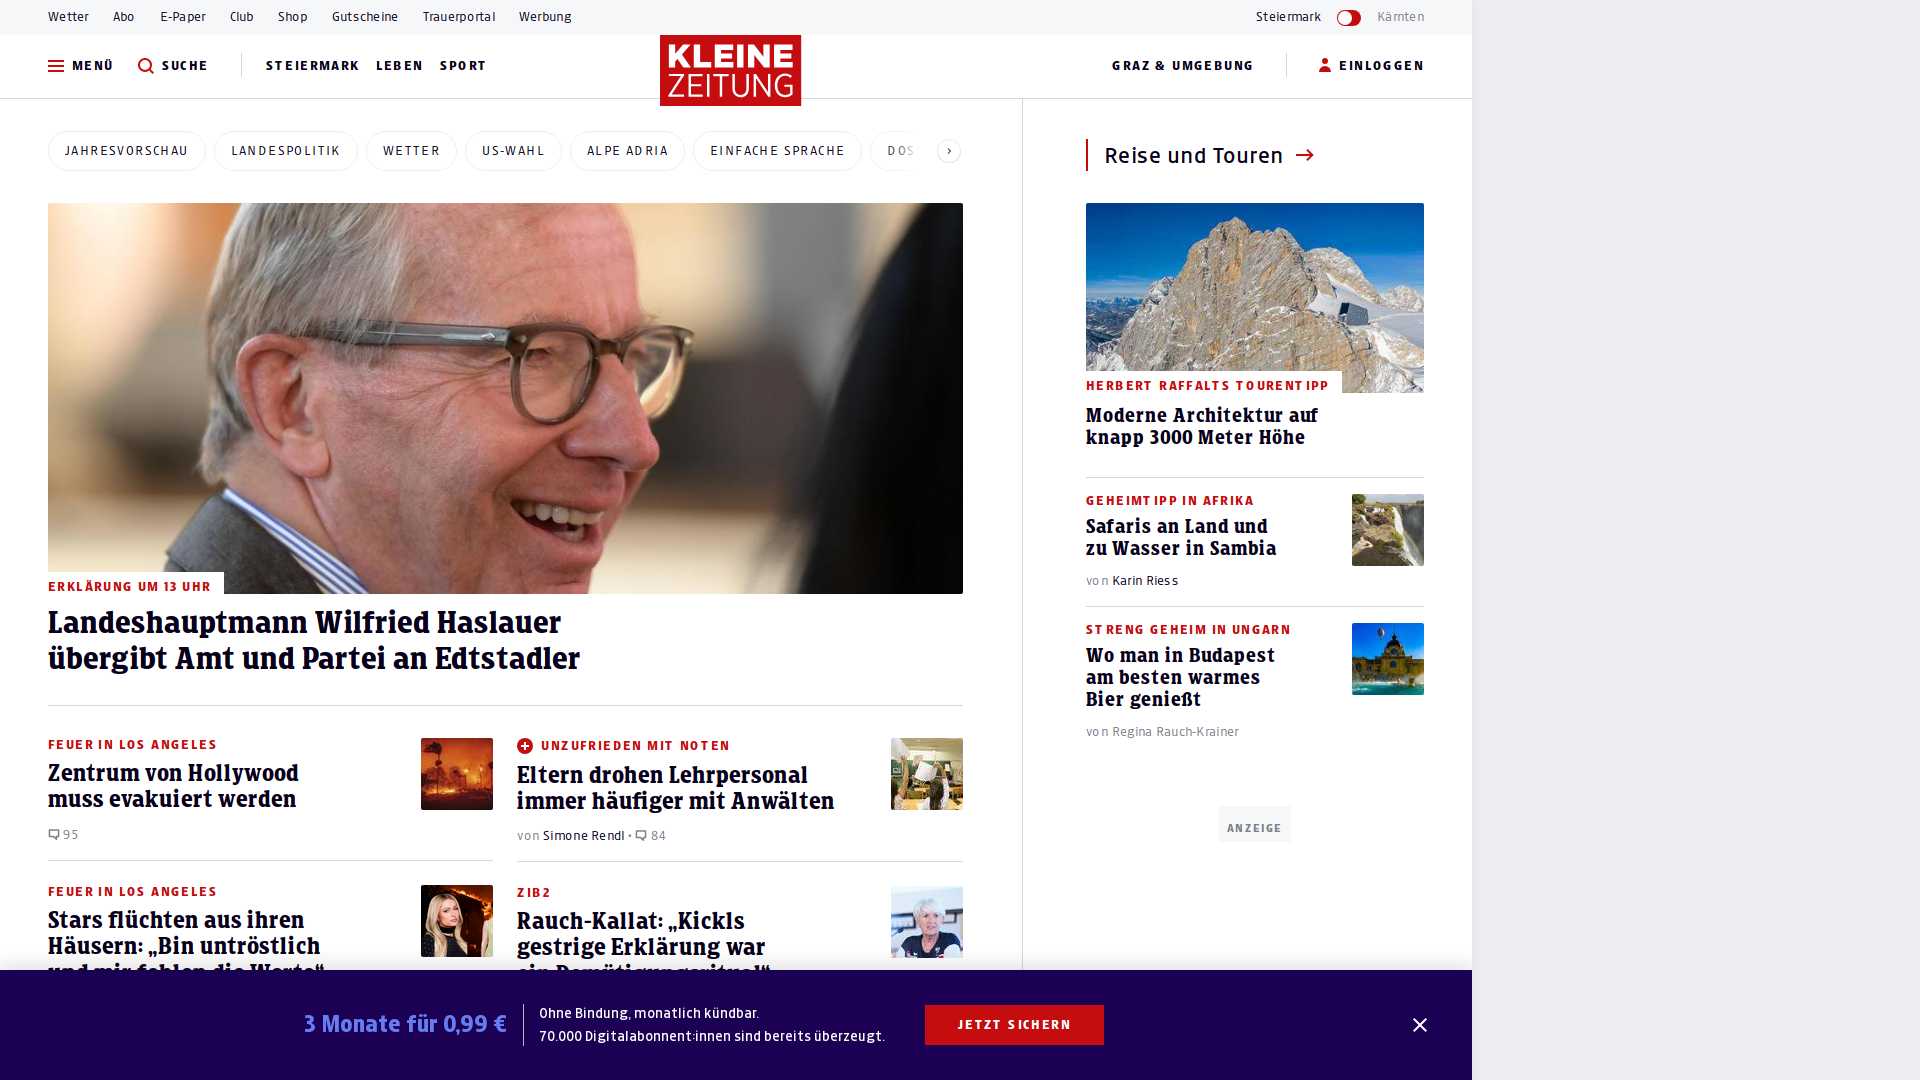 Wetter Abo E-Paper Club Shop Gutscheine Trauerportal Werbung Steiermark Kärnten
MENÜ SUCHE STEIERMARK LEBEN SPORT KLEINE ZEITUNG GRAZ & UMGEBUNG EINLOGGEN
JAHRESVORSCHAU LANDESPOLITIK WETTER US-WAHL ALPE ADRIA EINFACHE SPRACHE
ERKLÄRUNG UM 13 UHR
Landeshauptmann Wilfried Haslauer
übergibt Amt und Partei an Edtstadler
FEUER IN LOS ANGELES
Zentrum von Hollywood
muss evakuiert werden
95
UNZUFRIEDEN MIT NOTEN
Eltern drohen Lehrpersonal
immer häufiger mit Anwälten
von Simone Rendl • 84
FEUER IN LOS ANGELES
Stars flüchten aus ihren
Häusern: „Bin untröstlich
und mir fehlen die Worte“
ZIB2
Rauch-Kallat: „Kickls
gestrige Erklärung war
ein Demütigungsritual“
Reise und Touren
HERBERT RAFFALTS TOURENTIPP
Moderne Architektur auf
knapp 3000 Meter Höhe
GEHEIMTIPP IN AFRIKA
Safaris an Land und
zu Wasser in Sambia
von Karin Riess
STRENG GEHEIM IN UNGARN
Wo man in Budapest
am besten warmes
Bier genießt
von Regina Rauch-Krainer
ANZEIGE
3 Monate für 0,99 €
Ohne Bindung, monatlich kündbar.
70.000 Digitalabonnent:innen sind bereits überzeugt.
JETZT SICHERN